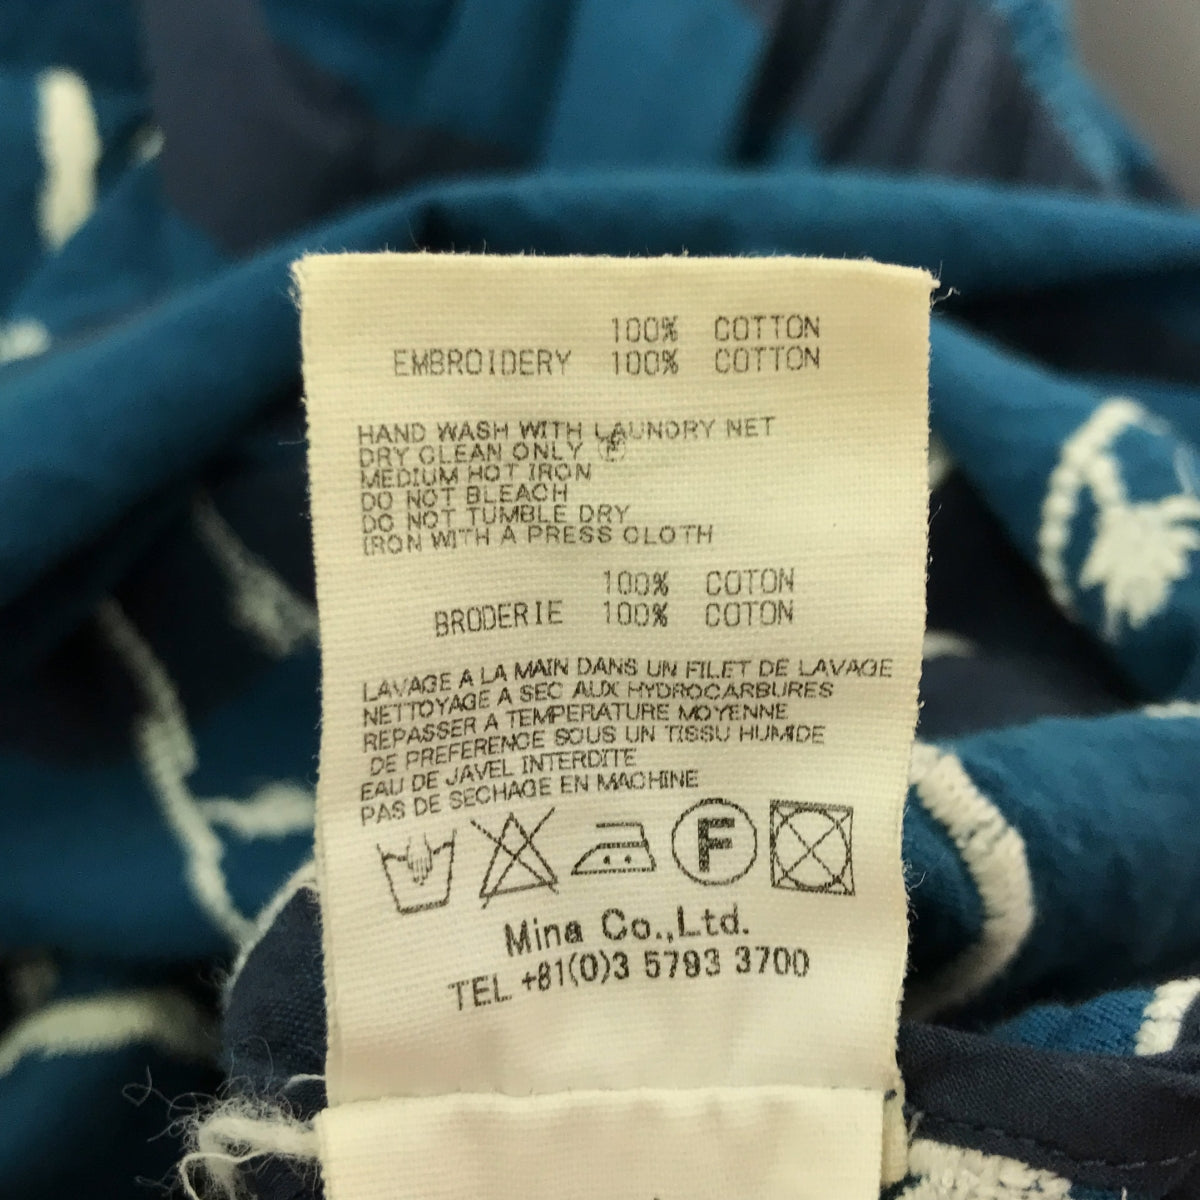 100% COTTON
EMBROIDERY 100% COTTON
HAND WASH WITH LAUNDRY NET
DRY CLEAN ONLY Ⓕ
MEDIUM HOT IRON
DO NOT BLEACH
DO NOT TUMBLE DRY
IRON WITH A PRESS CLOTH
100% COTON
BRODERIE 100% COTON
LAVAGE A LA MAIN DANS UN FILET DE LAVAGE
NETTOYAGE A SEC AUX HYDROCARBURES
REPASSER A TEMPERATURE MOYENNE
DE PREFERENCE SOUS UN TISSU HUMIDE
EAU DE JAVEL INTERDITE
PAS DE SECHAGE EN MACHINE
F
Mina Co.,Ltd.
TEL +81(0)3 5793 3700